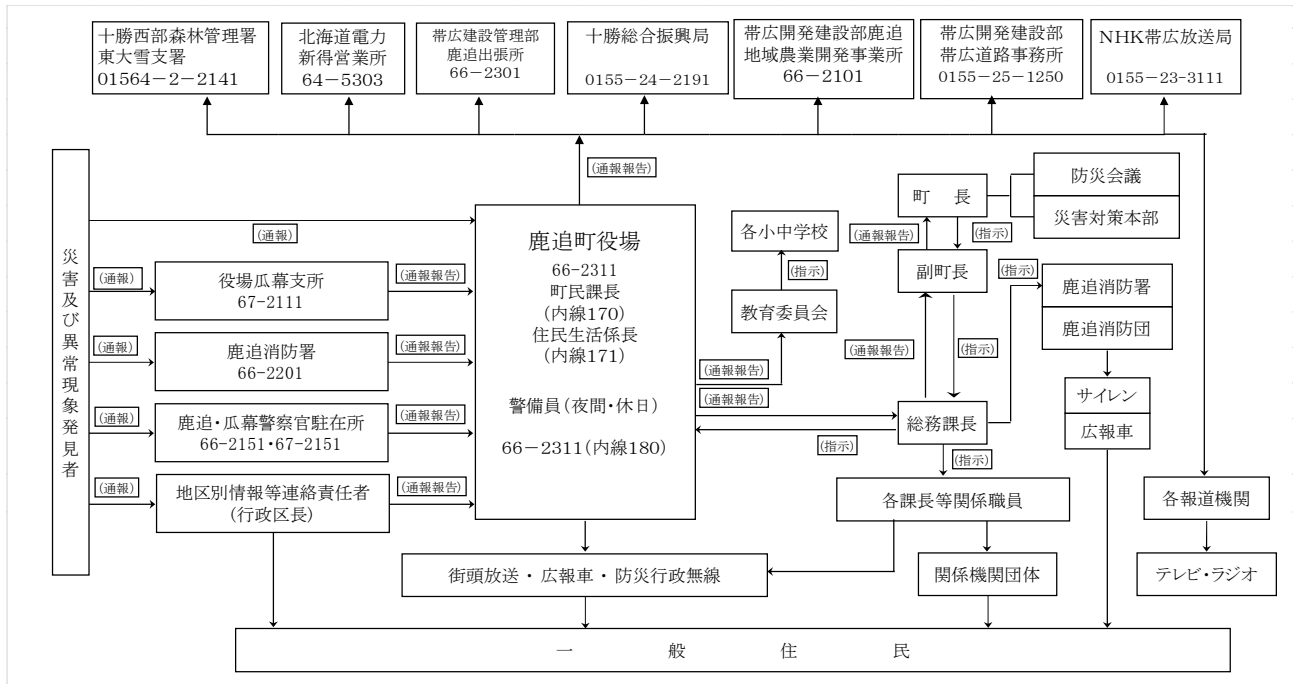 十勝西部森林管理署
東大雪支署
01564-2-2141
北海道電力
新得営業所
64-5303
帯広建設管理部
鹿追出張所
66-2301
十勝総合振興局
0155-24-2191
帯広開発建設部鹿追
地域農業開発事業所
66-2101
帯広開発建設部
帯広道路事務所
0155-25-1250
NHK帯広放送局
0155-23-3111
(通報報告)
災害及び異常現象発見者
(通報)
(通報)
役場瓜幕支所
67-2111
(通報報告)
(通報)
鹿追消防署
66-2201
(通報報告)
(通報)
鹿追・瓜幕警察官駐在所
66-2151・67-2151
(通報報告)
(通報)
地区別情報等連絡責任者
(行政区長)
(通報報告)
鹿追町役場
66-2311
町民課長
(内線170)
住民生活係長
(内線171)
警備員(夜間・休日)
66-2311(内線180)
各小中学校
(指示)
教育委員会
(通報報告)
(通報報告)
(指示)
町 長
防災会議
災害対策本部
(通報報告)
(指示)
副町長
(指示)
(通報報告)
(指示)
総務課長
(指示)
鹿追消防署
鹿追消防団
サイレン
広報車
各課長等関係職員
各報道機関
街頭放送・広報車・防災行政無線
関係機関団体
テレビ・ラジオ
一 般 住 民